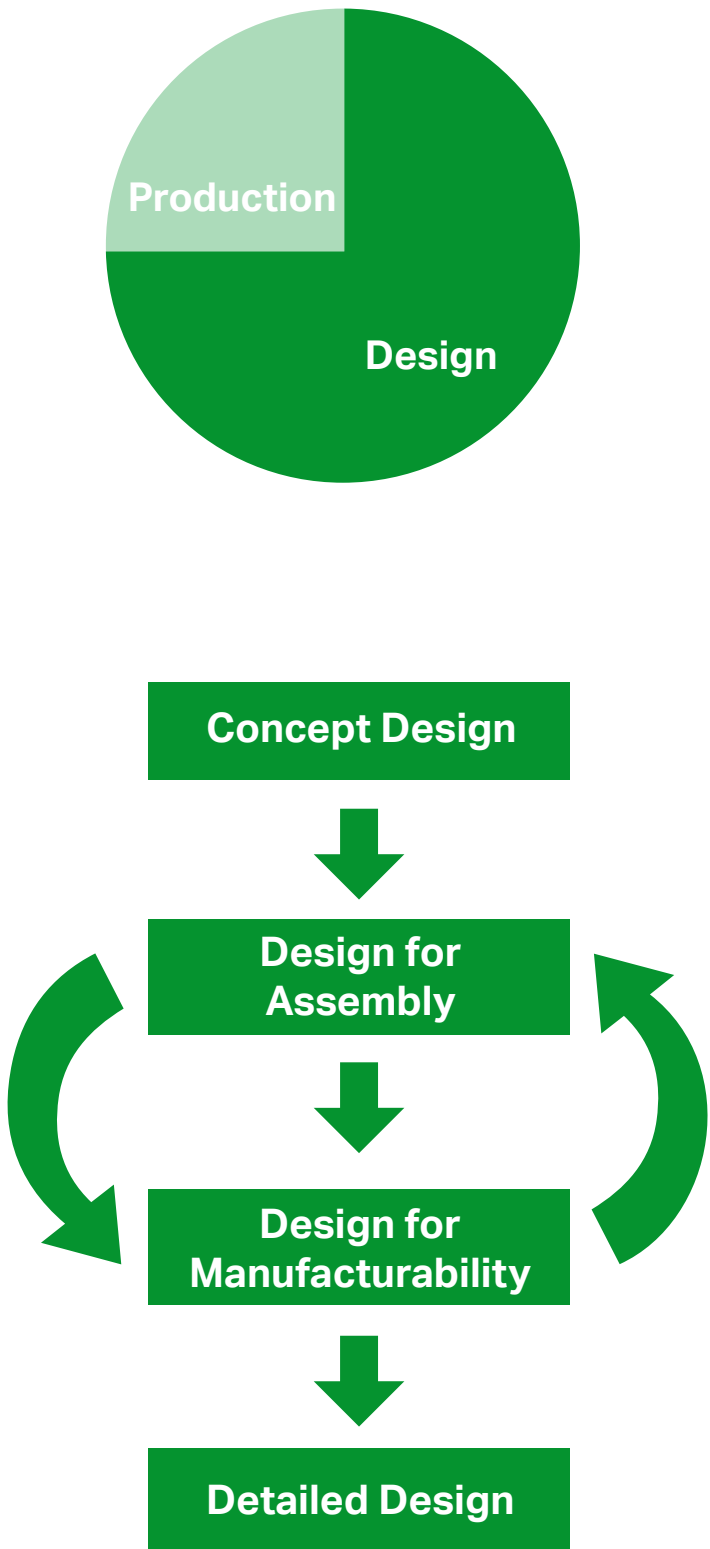 Production
Design
Concept Design
Design for
Assembly
Design for
Manufacturability
Detailed Design